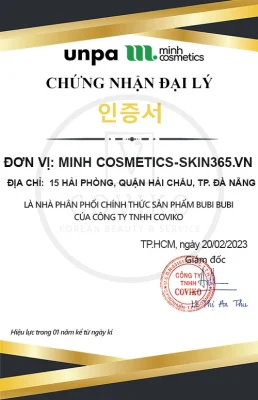 unpa minh cosmetics
CHỨNG NHẬN ĐẠI LÝ
인증서
COVIKO
KOREAN BEAUTY & SERVICE
ĐƠN VỊ: MINH COSMETICS-SKIN365.VN
ĐỊA CHỈ: 15 HẢI PHÒNG, QUẬN HẢI CHÂU, TP. ĐÀ NẴNG
LÀ NHÀ PHÂN PHỐI CHÍNH THỨC SẢN PHẨM BUBI BUBI
CỦA CÔNG TY TNHH COVIKO
TP.HCM, ngày 20/02/2023
Giám đốc
CÔNG TY
TNHH
COVIKO
Lê Thị Hà Thu
Hiệu lực trong 01 năm kể từ ngày kí